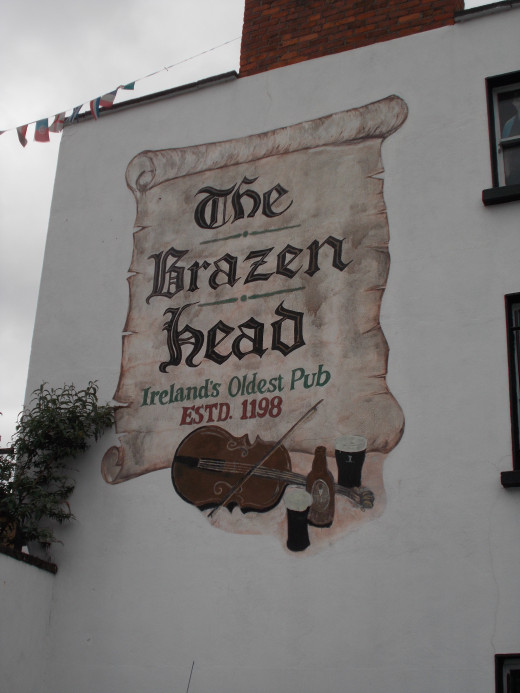 The
Brazen
head
Ireland's Oldest Pub
ESTD. 1198